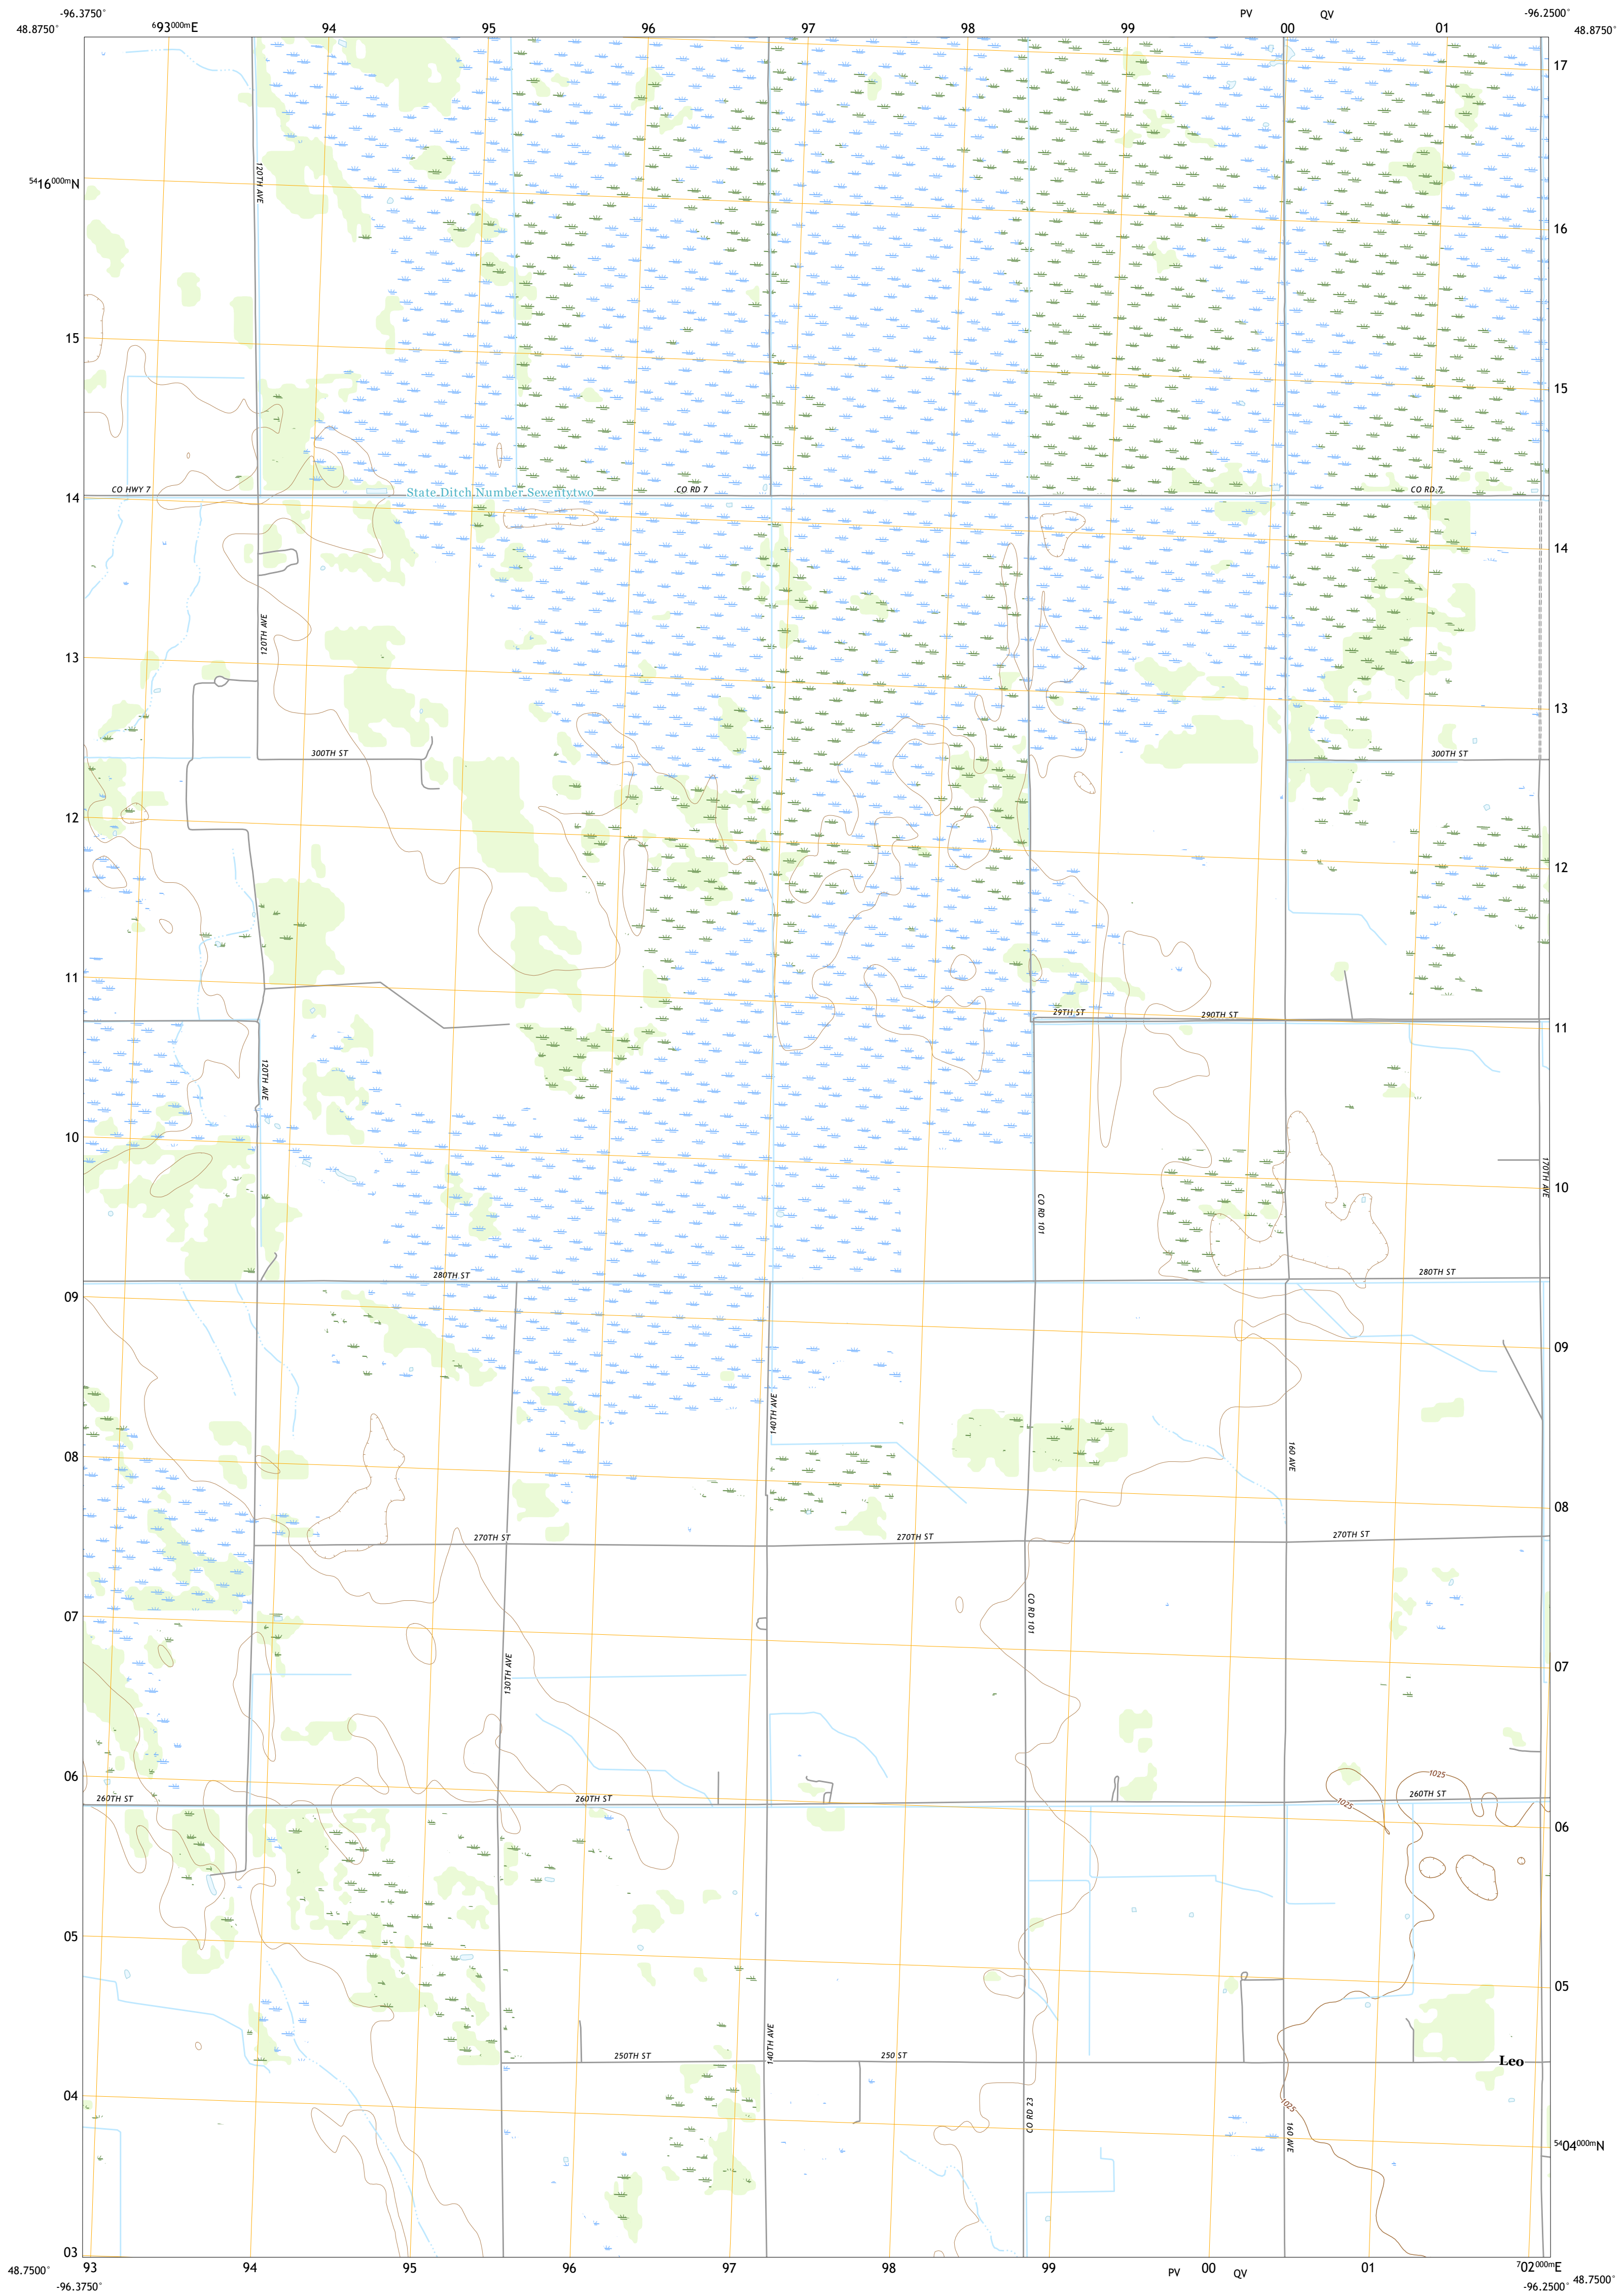 -96.3750° PV QV -96.2500°
48.8750° 693000mE 94 95 96 97 98 99 00 01 48.8750°
17
5416000mN 120TH AVE
16
15
15
CO HWY 7 State Ditch Number Seventytwo CO RD 7 CO RD 7
14
14
120TH AVE
13
13
300TH ST 300TH ST
12
12
11
29TH ST 290TH ST
11
120TH AVE
10
170TH AVE
10
CO RD 101
280TH ST 280TH ST
09
09
140TH AVE
08 160 AVE
08
270TH ST 270TH ST 270TH ST
07 CO RD 101
07
130TH AVE
06 1025
260TH ST 260TH ST 1025 260TH ST
06
05
05
140TH AVE
250TH ST 250 ST Leo
04 1025
CO RD 23 160 AVE
5404000mN
03
48.7500° 93 94 95 96 97 98 99 00 01 702000mE 48.7500°
-96.3750° PV QV -96.2500°